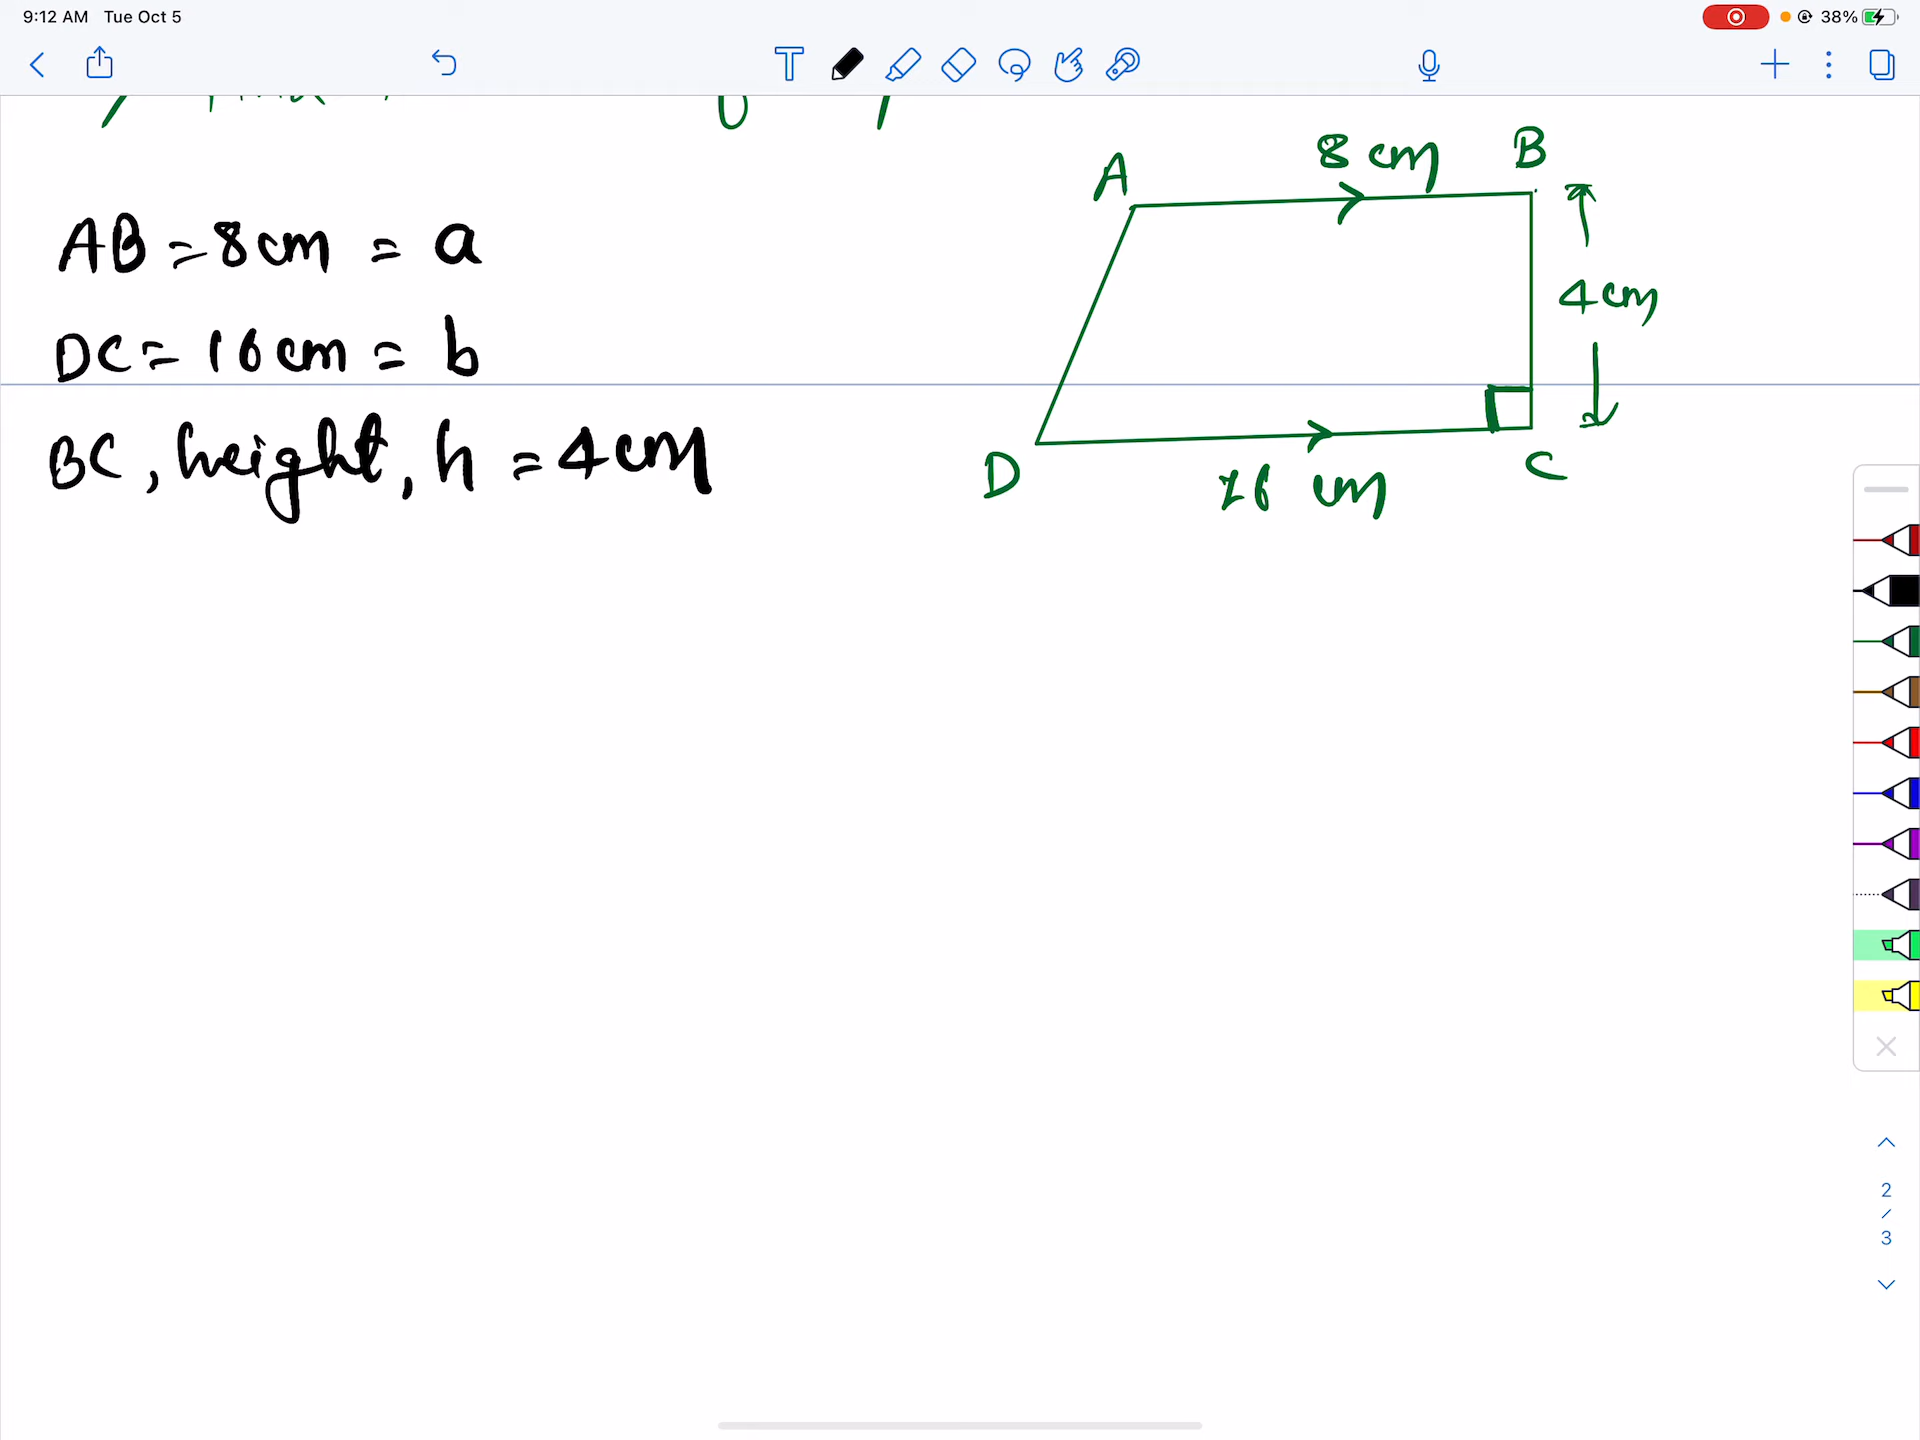 9:12 AM Tue Oct 5
38%
A
8 cm
B
AB = 8cm = a
4cm
DC = 16cm = b
BC, height, h = 4cm
D
16 cm
C
2
/
3